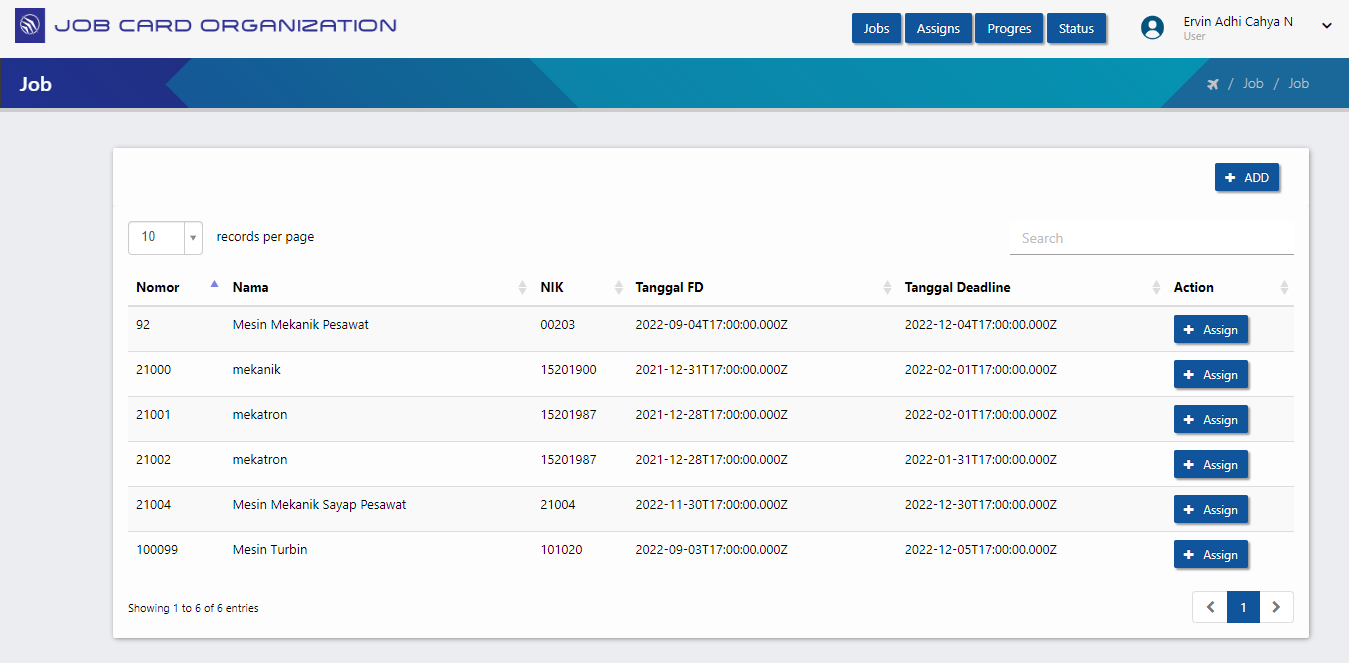 JOB CARD ORGANIZATION
Jobs Assigns Progres Status
Ervin Adhi Cahya N
User
Job
/ Job / Job
ADD
10 records per page
Search
Nomor Nama NIK Tanggal FD Tanggal Deadline Action
92 Mesin Mekanik Pesawat 00203 2022-09-04T17:00:00.000Z 2022-12-04T17:00:00.000Z Assign
21000 mekanik 15201900 2021-12-31T17:00:00.000Z 2022-02-01T17:00:00.000Z Assign
21001 mekatron 15201987 2021-12-28T17:00:00.000Z 2022-02-01T17:00:00.000Z Assign
21002 mekatron 15201987 2021-12-28T17:00:00.000Z 2022-01-31T17:00:00.000Z Assign
21004 Mesin Mekanik Sayap Pesawat 21004 2022-11-30T17:00:00.000Z 2022-12-30T17:00:00.000Z Assign
100099 Mesin Turbin 101020 2022-09-03T17:00:00.000Z 2022-12-05T17:00:00.000Z Assign
Showing 1 to 6 of 6 entries
1